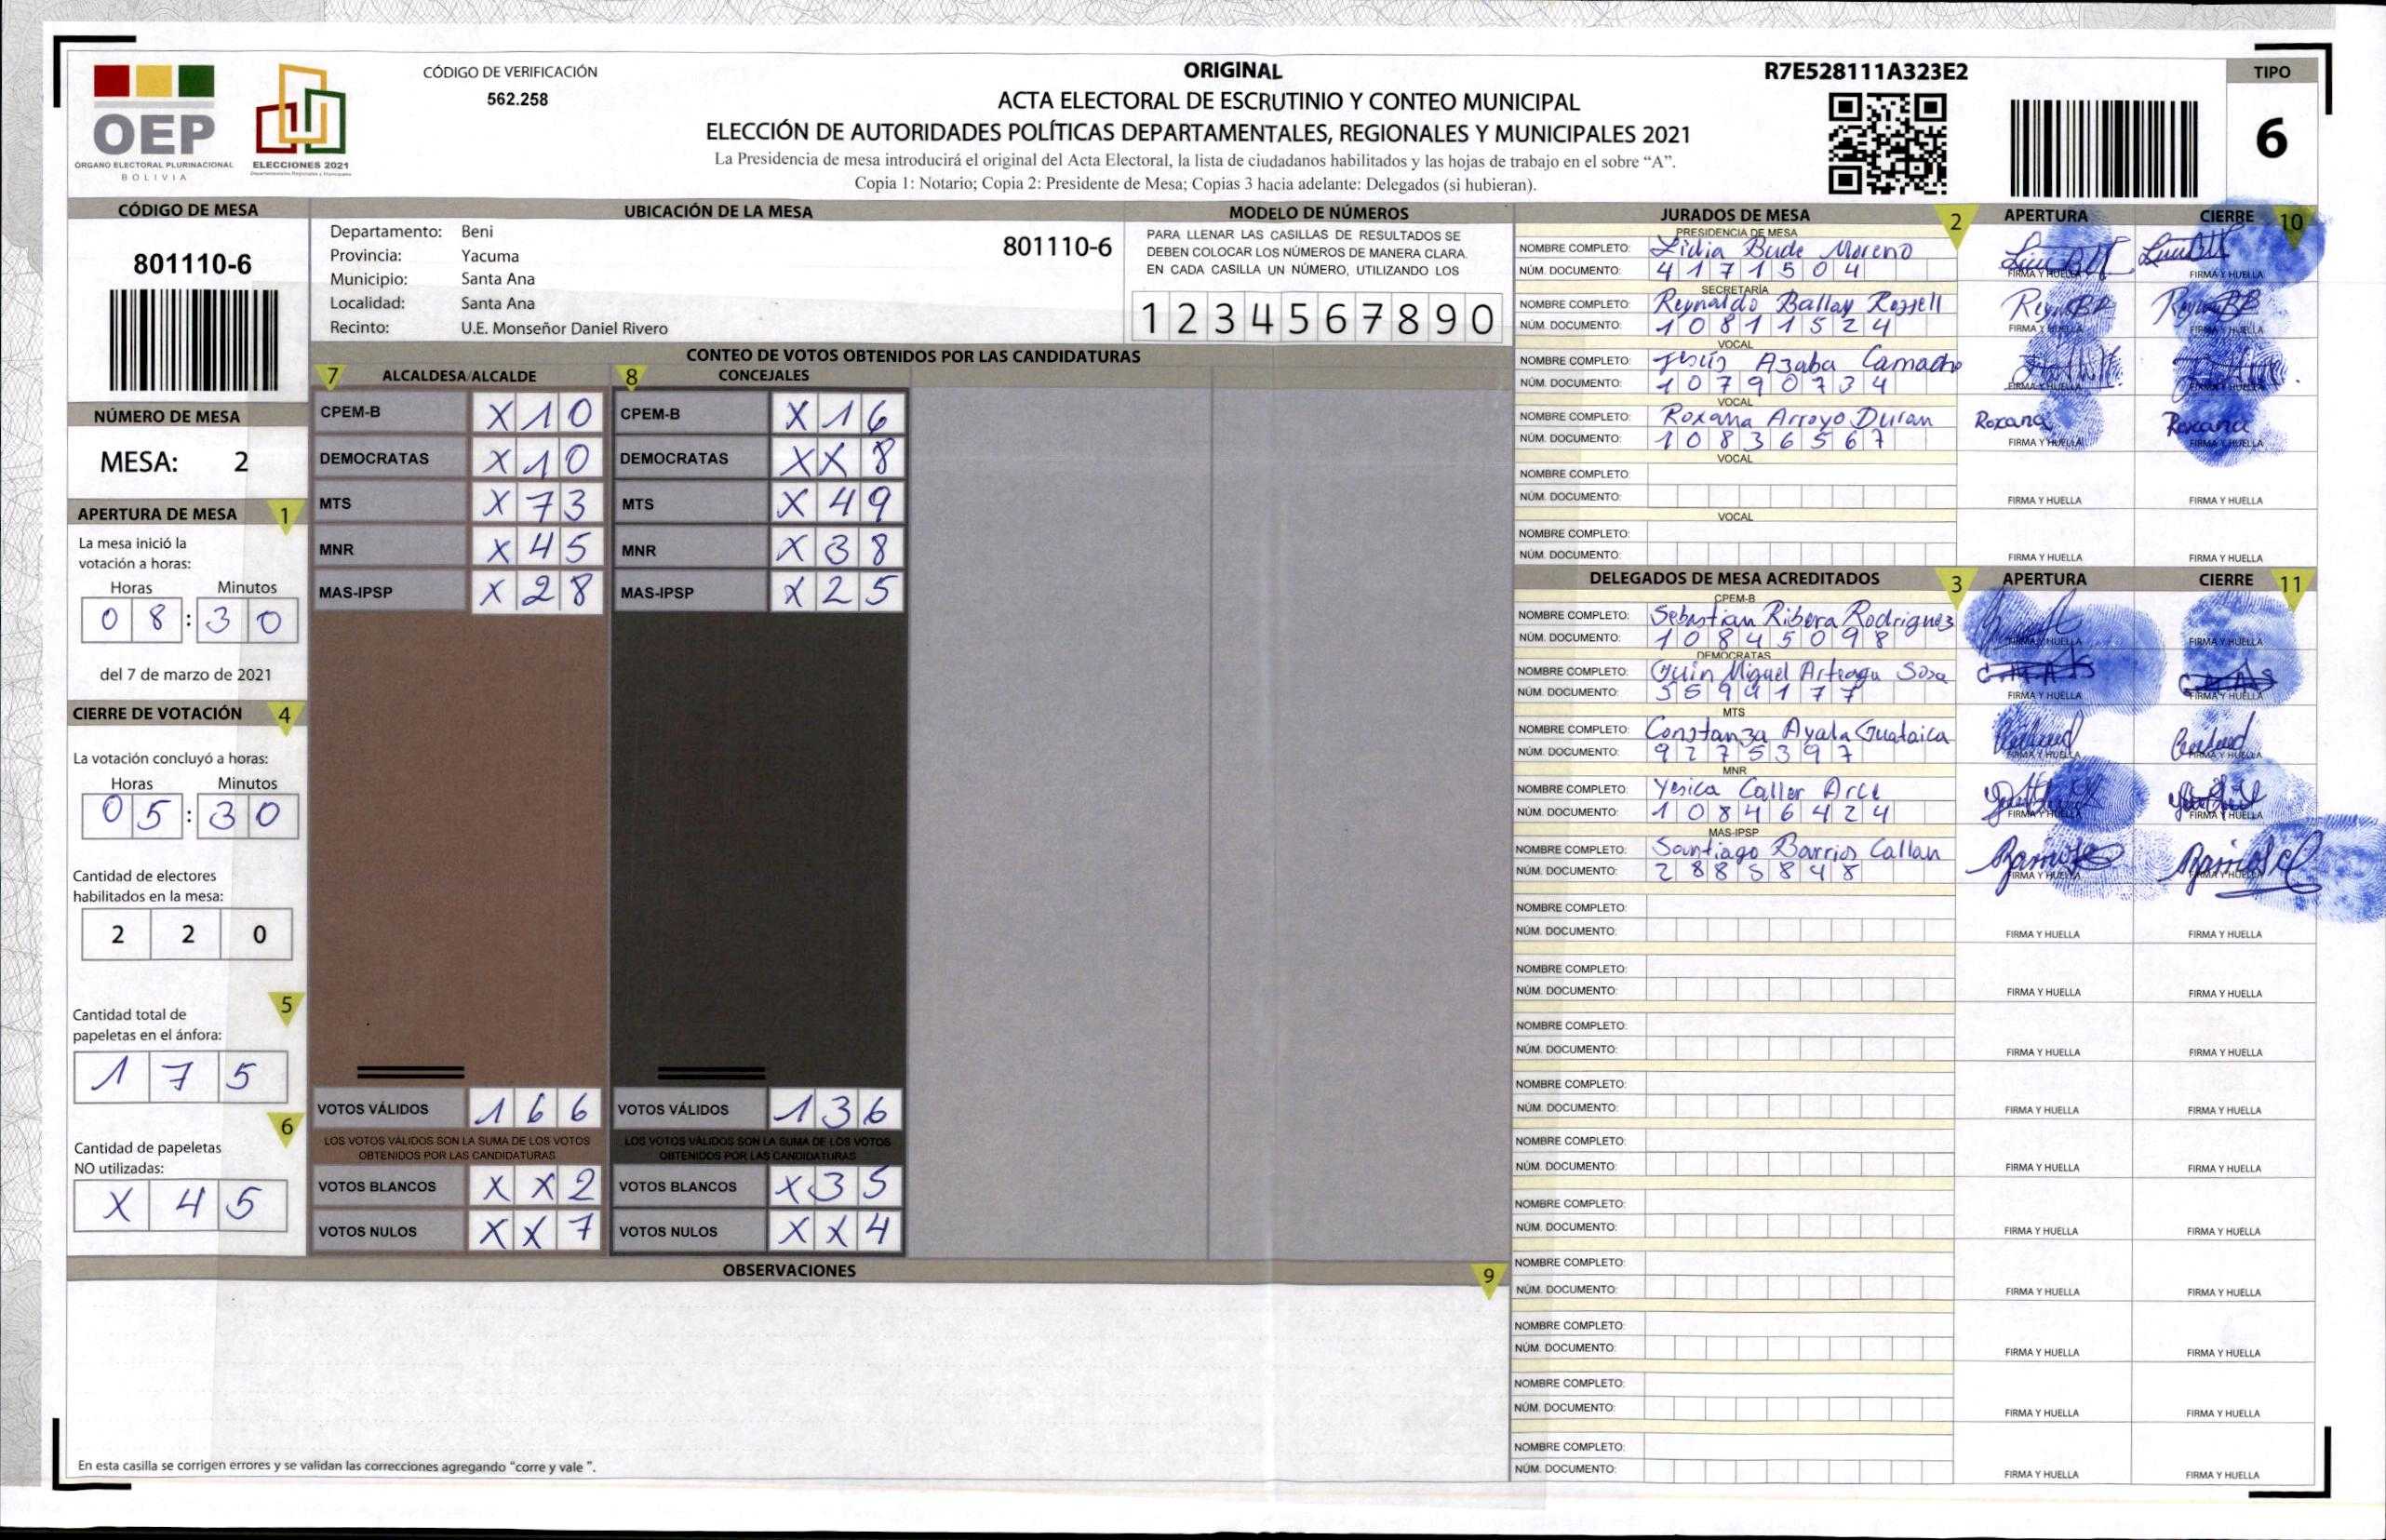 OEP
ÓRGANO ELECTORAL PLURINACIONAL
BOLIVIA
ELECCIONES 2021
CÓDIGO DE VERIFICACIÓN
562.258
ORIGINAL
ACTA ELECTORAL DE ESCRUTINIO Y CONTEO MUNICIPAL
ELECCIÓN DE AUTORIDADES POLÍTICAS DEPARTAMENTALES, REGIONALES Y MUNICIPALES 2021
La Presidencia de mesa introducirá el original del Acta Electoral, la lista de ciudadanos habilitados y las hojas de trabajo en el sobre “A”.
Copia 1: Notario; Copia 2: Presidente de Mesa; Copias 3 hacia adelante: Delegados (si hubieran).
R7E528111A323E2
TIPO
6
CÓDIGO DE MESA
801110-6
NÚMERO DE MESA
MESA: 2
APERTURA DE MESA 1
La mesa inició la
votación a horas:
Horas Minutos
0 8 : 3 0
del 7 de marzo de 2021
CIERRE DE VOTACIÓN 4
La votación concluyó a horas:
Horas Minutos
0 5 : 3 0
Cantidad de electores
habilitados en la mesa:
2 2 0
5
Cantidad total de
papeletas en el ánfora:
1 7 5
6
Cantidad de papeletas
NO utilizadas:
X 4 5
UBICACIÓN DE LA MESA
Departamento: Beni
Provincia: Yacuma
Municipio: Santa Ana
Localidad: Santa Ana
Recinto: U.E. Monseñor Daniel Rivero
801110-6
MODELO DE NÚMEROS
PARA LLENAR LAS CASILLAS DE RESULTADOS SE
DEBEN COLOCAR LOS NÚMEROS DE MANERA CLARA.
EN CADA CASILLA UN NÚMERO, UTILIZANDO LOS
1 2 3 4 5 6 7 8 9 0
CONTEO DE VOTOS OBTENIDOS POR LAS CANDIDATURAS
7 ALCALDESA/ALCALDE
CPEM-B X 1 0
DEMOCRATAS X 1 0
MTS X 7 3
MNR X 4 5
MAS-IPSP X 2 8
VOTOS VÁLIDOS 1 6 6
LOS VOTOS VÁLIDOS SON LA SUMA DE LOS VOTOS
OBTENIDOS POR LAS CANDIDATURAS
VOTOS BLANCOS X X 2
VOTOS NULOS X X 7
8 CONCEJALES
CPEM-B X 1 6
DEMOCRATAS X X 8
MTS X 4 9
MNR X 3 8
MAS-IPSP X 2 5
VOTOS VÁLIDOS 1 3 6
LOS VOTOS VÁLIDOS SON LA SUMA DE LOS VOTOS
OBTENIDOS POR LAS CANDIDATURAS
VOTOS BLANCOS X 3 5
VOTOS NULOS X X 4
OBSERVACIONES 9
En esta casilla se corrigen errores y se validan las correcciones agregando "corre y vale ".
JURADOS DE MESA 2 APERTURA CIERRE 10
PRESIDENCIA DE MESA
NOMBRE COMPLETO: Lidia Bude Moreno
NÚM. DOCUMENTO: 4 1 7 1 5 0 4
FIRMA Y HUELLA FIRMA Y HUELLA
SECRETARÍA
NOMBRE COMPLETO: Reynaldo Ballay
NÚM. DOCUMENTO: 1 0 8 1 1 5 2 4
FIRMA Y HUELLA FIRMA Y HUELLA
VOCAL
NOMBRE COMPLETO: Jesús Azaba Camacho
NÚM. DOCUMENTO: 1 0 7 9 0 7 3 4
FIRMA Y HUELLA FIRMA Y HUELLA
VOCAL
NOMBRE COMPLETO: Roxana Arroyo Duran
NÚM. DOCUMENTO: 1 0 8 3 6 5 6 7
Roxana Roxana
FIRMA Y HUELLA FIRMA Y HUELLA
VOCAL
NOMBRE COMPLETO:
NÚM. DOCUMENTO:
FIRMA Y HUELLA FIRMA Y HUELLA
VOCAL
NOMBRE COMPLETO:
NÚM. DOCUMENTO:
FIRMA Y HUELLA FIRMA Y HUELLA
DELEGADOS DE MESA ACREDITADOS 3 APERTURA CIERRE 11
CPEM-B
NOMBRE COMPLETO: Sebastian Ribera Rodriguez
NÚM. DOCUMENTO: 1 0 8 4 5 0 9 8
FIRMA Y HUELLA FIRMA Y HUELLA
DEMOCRATAS
NOMBRE COMPLETO: Miguel Arteaga Sosa
NÚM. DOCUMENTO: 5 5 9 4 1 7 7
FIRMA Y HUELLA FIRMA Y HUELLA
MTS
NOMBRE COMPLETO: Constanza Ayala Guataica
NÚM. DOCUMENTO: 9 2 7 5 3 9 7
FIRMA Y HUELLA FIRMA Y HUELLA
MNR
NOMBRE COMPLETO: Yesica Caller Arce
NÚM. DOCUMENTO: 1 0 8 4 6 4 2 4
FIRMA Y HUELLA FIRMA Y HUELLA
MAS-IPSP
NOMBRE COMPLETO: Santiago Barrios Callan
NÚM. DOCUMENTO: 2 8 8 5 8 4 8
FIRMA Y HUELLA FIRMA Y HUELLA
NOMBRE COMPLETO:
NÚM. DOCUMENTO:
FIRMA Y HUELLA FIRMA Y HUELLA
NOMBRE COMPLETO:
NÚM. DOCUMENTO:
FIRMA Y HUELLA FIRMA Y HUELLA
NOMBRE COMPLETO:
NÚM. DOCUMENTO:
FIRMA Y HUELLA FIRMA Y HUELLA
NOMBRE COMPLETO:
NÚM. DOCUMENTO:
FIRMA Y HUELLA FIRMA Y HUELLA
NOMBRE COMPLETO:
NÚM. DOCUMENTO:
FIRMA Y HUELLA FIRMA Y HUELLA
NOMBRE COMPLETO:
NÚM. DOCUMENTO:
FIRMA Y HUELLA FIRMA Y HUELLA
NOMBRE COMPLETO:
NÚM. DOCUMENTO:
FIRMA Y HUELLA FIRMA Y HUELLA
NOMBRE COMPLETO:
NÚM. DOCUMENTO:
FIRMA Y HUELLA FIRMA Y HUELLA
NOMBRE COMPLETO:
NÚM. DOCUMENTO:
FIRMA Y HUELLA FIRMA Y HUELLA
NOMBRE COMPLETO:
NÚM. DOCUMENTO:
FIRMA Y HUELLA FIRMA Y HUELLA